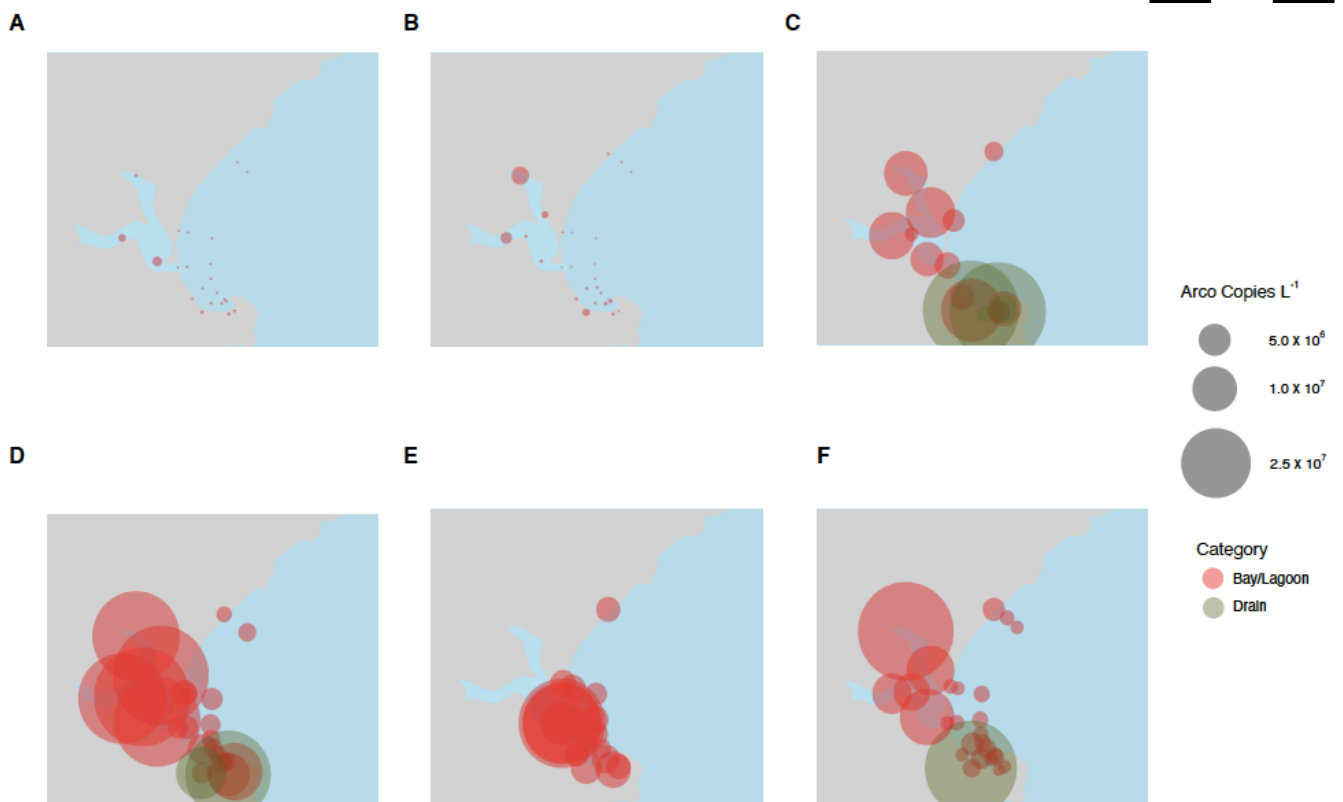 A
B
C
Arco Copies L⁻¹
5.0 X 10⁶
1.0 X 10⁷
2.5 X 10⁷
D
E
F
Category
Bay/Lagoon
Drain